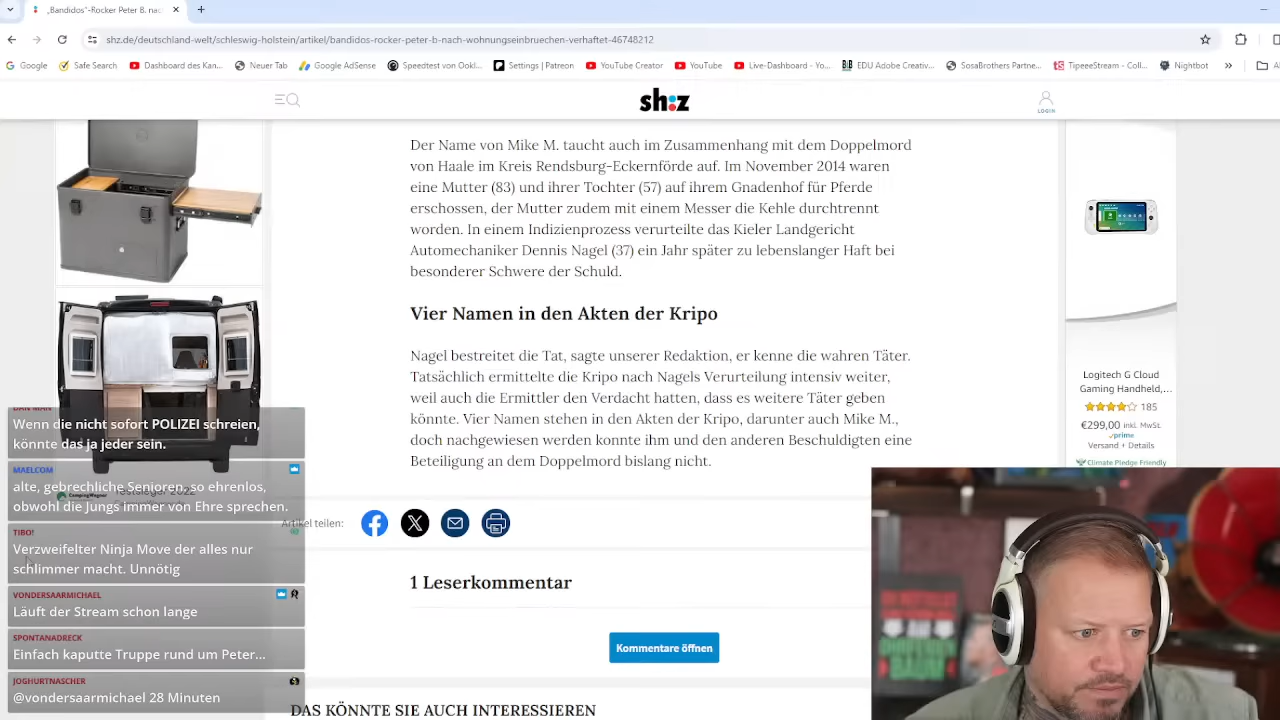 „Bandidos“-Rocker Peter B. nac
shz.de/deutschland-welt/schleswig-holstein/artikel/bandidos-rocker-peter-b-nach-wohnungseinbruechen-verhaftet-46748212
Google
Safe Search
Dashboard des Kan...
Neuer Tab
Google AdSense
Speedtest von Ookl...
Settings | Patreon
YouTube Creator
YouTube
Live-Dashboard - Yo...
EDU Adobe Creativ...
SosaBrothers Partne...
TipeeeStream - Coll...
Nightbot
sh:z
LOGIN
Der Name von Mike M. taucht auch im Zusammenhang mit dem Doppelmord
von Haale im Kreis Rendsburg-Eckernförde auf. Im November 2014 waren
eine Mutter (83) und ihrer Tochter (57) auf ihrem Gnadenhof für Pferde
erschossen, der Mutter zudem mit einem Messer die Kehle durchtrennt
worden. In einem Indizienprozess verurteilte das Kieler Landgericht
Automechaniker Dennis Nagel (37) ein Jahr später zu lebenslanger Haft bei
besonderer Schwere der Schuld.
Vier Namen in den Akten der Kripo
Nagel bestreitet die Tat, sagte unserer Redaktion, er kenne die wahren Täter.
Tatsächlich ermittelte die Kripo nach Nagels Verurteilung intensiv weiter,
weil auch die Ermittler den Verdacht hatten, dass es weitere Täter geben
könnte. Vier Namen stehen in den Akten der Kripo, darunter auch Mike M.,
doch nachgewiesen werden konnte ihm und den anderen Beschuldigten eine
Beteiligung an dem Doppelmord bislang nicht.
Artikel teilen:
1 Leserkommentar
Kommentare öffnen
DAS KÖNNTE SIE AUCH INTERESSIEREN
Logitech G Cloud
Gaming Handheld,...
185
€299,00 inkl. MwSt.
prime
Versand + Details
Climate Pledge Friendly
Wenn die nicht sofort POLIZEI schreien,
könnte das ja jeder sein.
MAELCOM
alte, gebrechliche Senioren, so ehrenlos,
obwohl die Jungs immer von Ehre sprechen.
TIBO!
Verzweifelter Ninja Move der alles nur
schlimmer macht. Unnötig
VONDERSAARMICHAEL
Läuft der Stream schon lange
SPONTANADRECK
Einfach kaputte Truppe rund um Peter...
JOGHURTNASCHER
@vondersaarmichael 28 Minuten